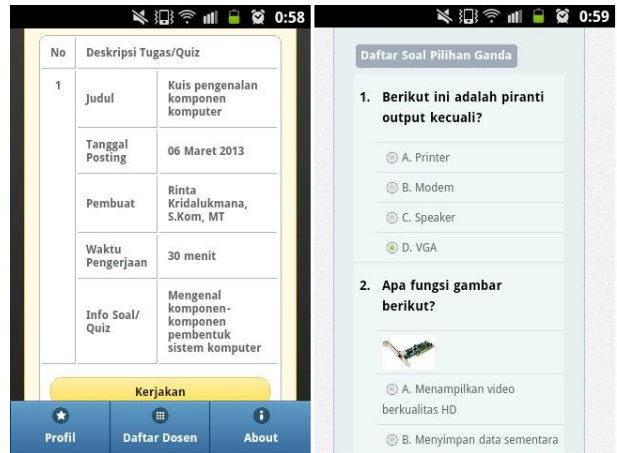 0:58
No Deskripsi Tugas/Quiz
1
Judul
Kuis pengenalan
komponen
komputer
Tanggal
Posting
06 Maret 2013
Pembuat
Rinta
Kridalukmana,
S.Kom, MT
Waktu
Pengerjaan
30 menit
Info Soal/
Quiz
Mengenal
komponen-
komponen
pembentuk
sistem komputer
Kerjakan
Profil
Daftar Dosen
About
0:59
Daftar Soal Pilihan Ganda
1. Berikut ini adalah piranti
output kecuali?
A. Printer
B. Modem
C. Speaker
D. VGA
2. Apa fungsi gambar
berikut?
A. Menampilkan video
berkualitas HD
B. Menyimpan data sementara